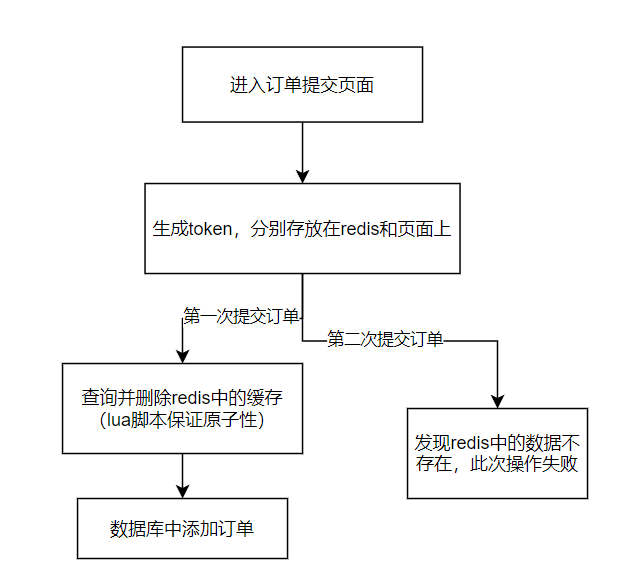 进入订单提交页面
生成token，分别存放在redis和页面上
第一次提交订单
第二次提交订单
查询并删除redis中的缓存
（lua脚本保证原子性）
发现redis中的数据不
存在，此次操作失败
数据库中添加订单